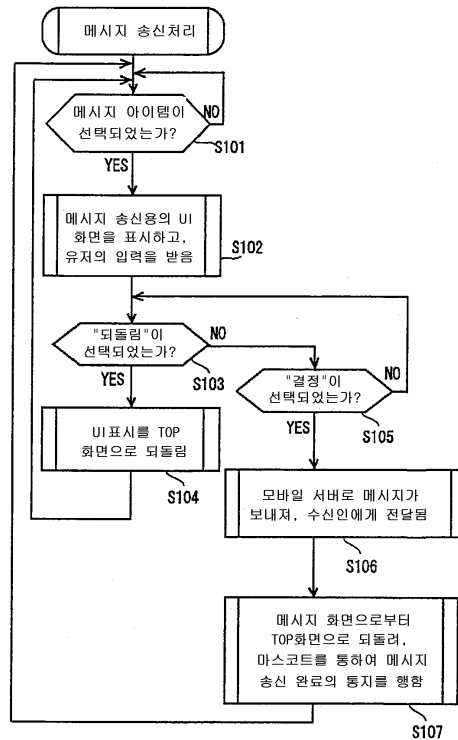 메시지 송신처리
메시지 아이템이
선택되었는가?
NO
S101
YES
메시지 송신용의 UI
화면을 표시하고,
유저의 입력을 받음
S102
"되돌림"이
선택되었는가?
NO
S103
YES
"결정"이
선택되었는가?
NO
S105
YES
UI표시를 TOP
화면으로 되돌림
S104
모바일 서버로 메시지가
보내져, 수신인에게 전달됨
S106
메시지 화면으로부터
TOP화면으로 되돌려,
마스코트를 통하여 메시지
송신 완료의 통지를 행함
S107